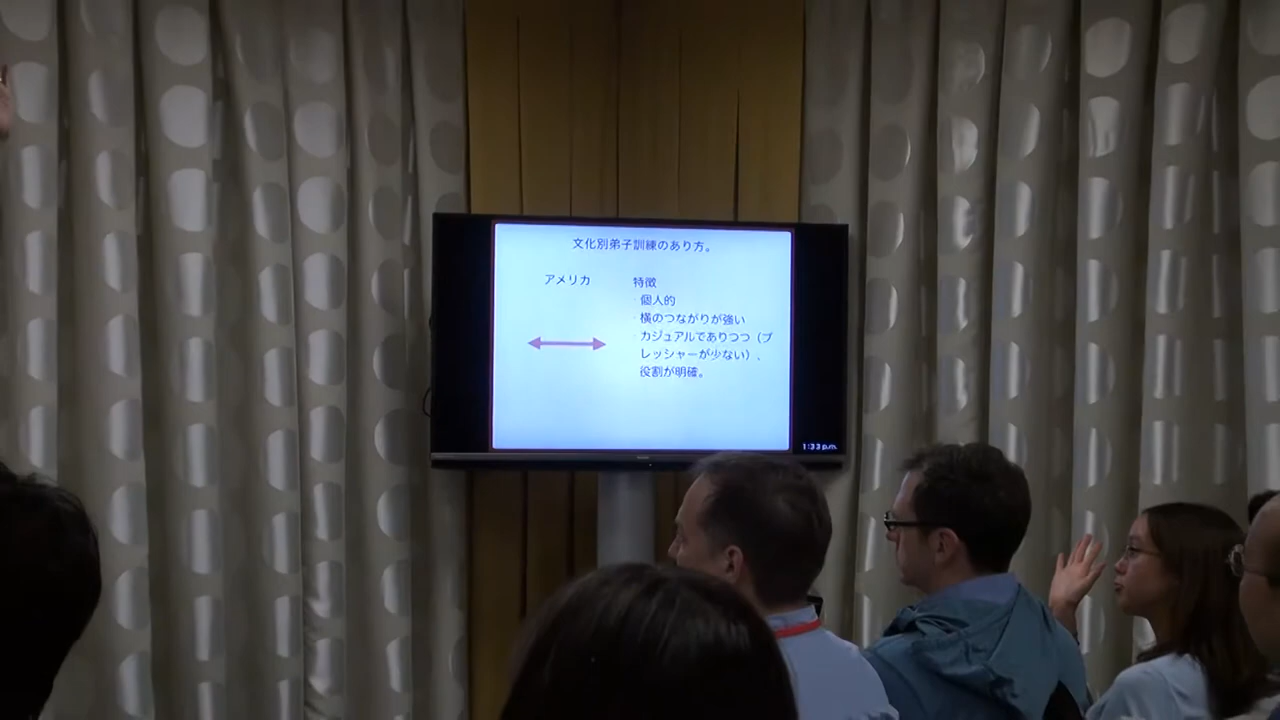 文化別弟子訓練のあり方。
アメリカ
特徴
個人的
横のつながりが強い
カジュアルでありつつ（プ
レッシャーが少ない）、
役割が明確。
1:33 p.m.